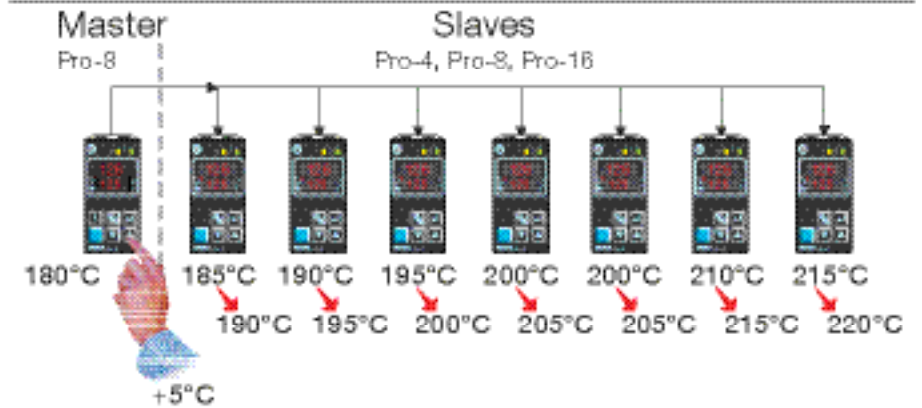 Master Slaves
Pro-8 Pro-4, Pro-8, Pro-16
180°C 185°C 190°C 195°C 200°C 200°C 210°C 215°C
190°C 195°C 200°C 205°C 205°C 215°C 220°C
+5°C